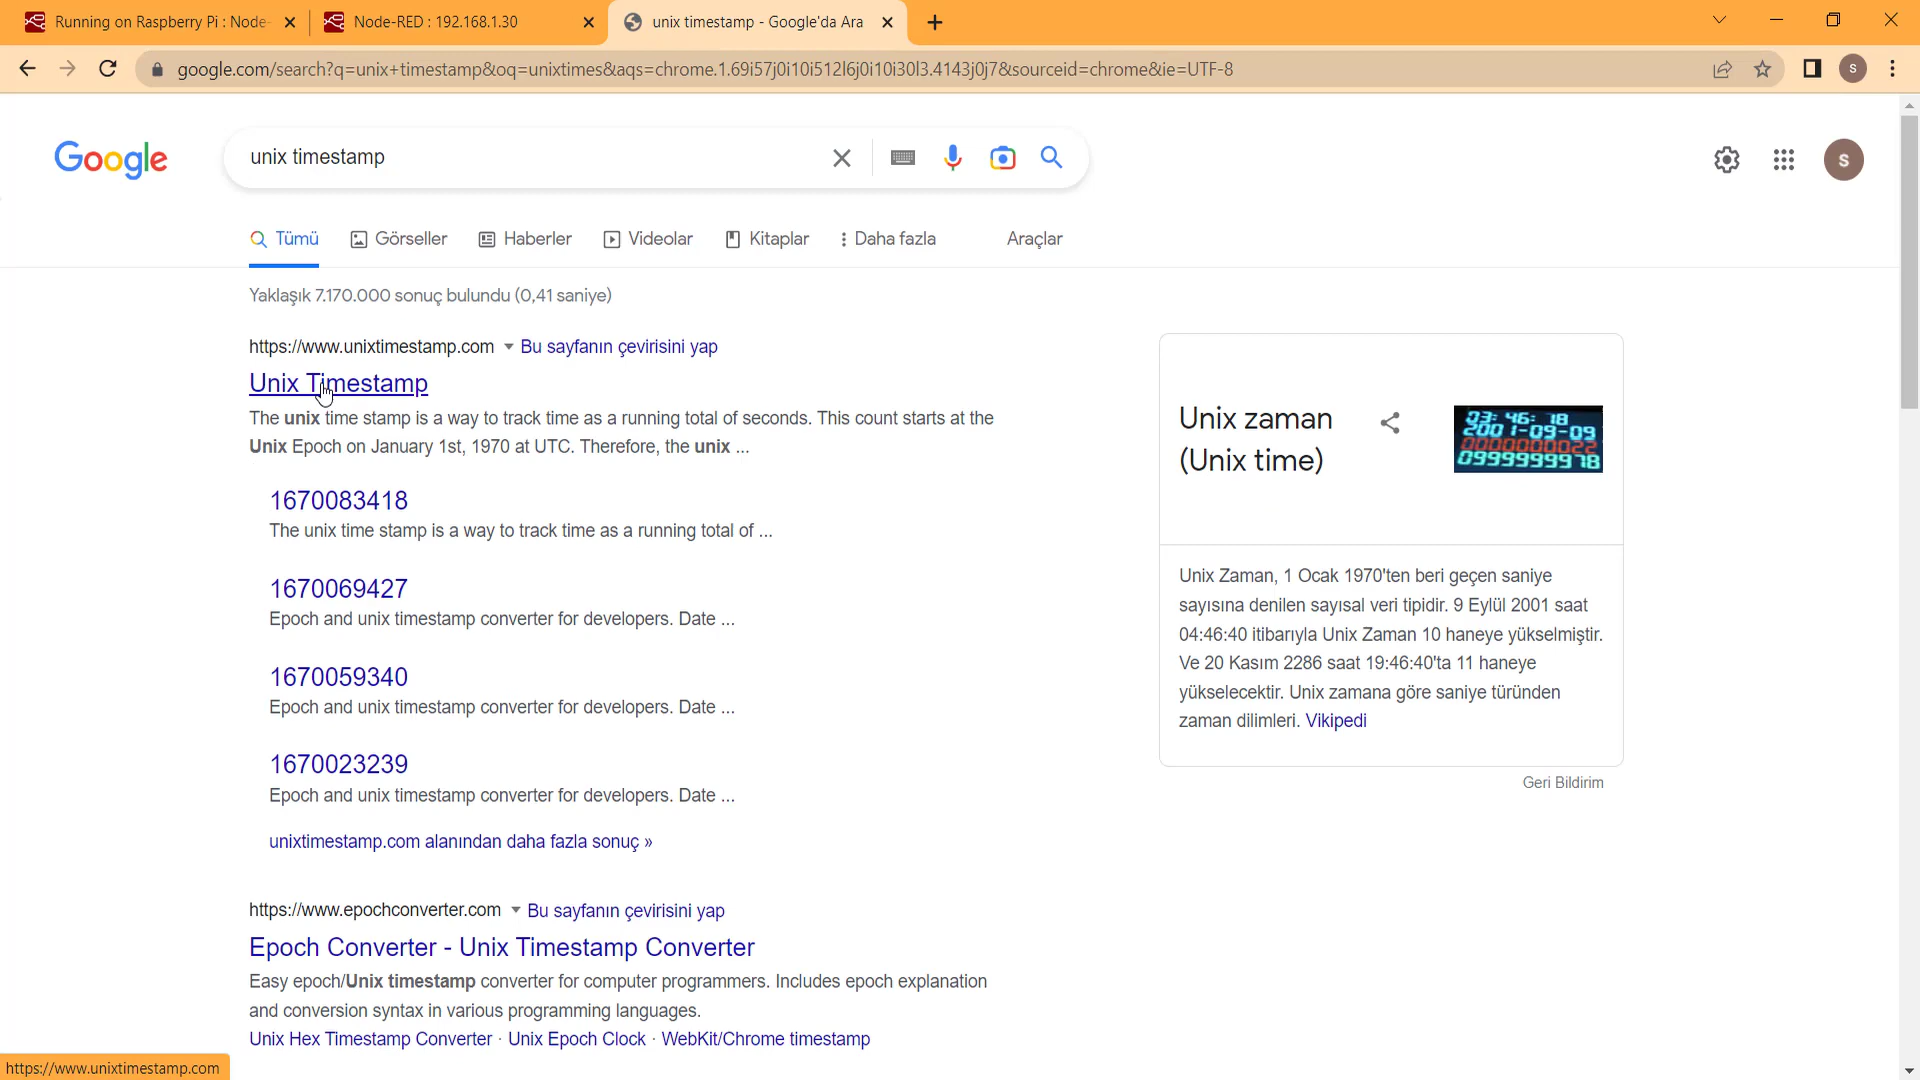 Running on Raspberry Pi : Node-
Node-RED : 192.168.1.30
unix timestamp - Google'da Ara
google.com/search?q=unix+timestamp&oq=unixtimes&aqs=chrome.1.69i57j0i10i512l6j0i10i30l3.4143j0j7&sourceid=chrome&ie=UTF-8
S
Google
unix timestamp
S
Tümü
Görseller
Haberler
Videolar
Kitaplar
Daha fazla
Araçlar
Yaklaşık 7.170.000 sonuç bulundu (0,41 saniye)
https://www.unixtimestamp.com Bu sayfanın çevirisini yap
Unix Timestamp
The unix time stamp is a way to track time as a running total of seconds. This count starts at the
Unix Epoch on January 1st, 1970 at UTC. Therefore, the unix ...
1670083418
The unix time stamp is a way to track time as a running total of ...
1670069427
Epoch and unix timestamp converter for developers. Date ...
1670059340
Epoch and unix timestamp converter for developers. Date ...
1670023239
Epoch and unix timestamp converter for developers. Date ...
unixtimestamp.com alanından daha fazla sonuç »
https://www.epochconverter.com Bu sayfanın çevirisini yap
Epoch Converter - Unix Timestamp Converter
Easy epoch/Unix timestamp converter for computer programmers. Includes epoch explanation
and conversion syntax in various programming languages.
Unix Hex Timestamp Converter · Unix Epoch Clock · WebKit/Chrome timestamp
Unix zaman
(Unix time)
03: 46: 18
2001-09-09
0000000022
0999999978
Unix Zaman, 1 Ocak 1970'ten beri geçen saniye
sayısına denilen sayısal veri tipidir. 9 Eylül 2001 saat
04:46:40 itibarıyla Unix Zaman 10 haneye yükselmiştir.
Ve 20 Kasım 2286 saat 19:46:40'ta 11 haneye
yükselecektir. Unix zamana göre saniye türünden
zaman dilimleri. Vikipedi
Geri Bildirim
https://www.unixtimestamp.com